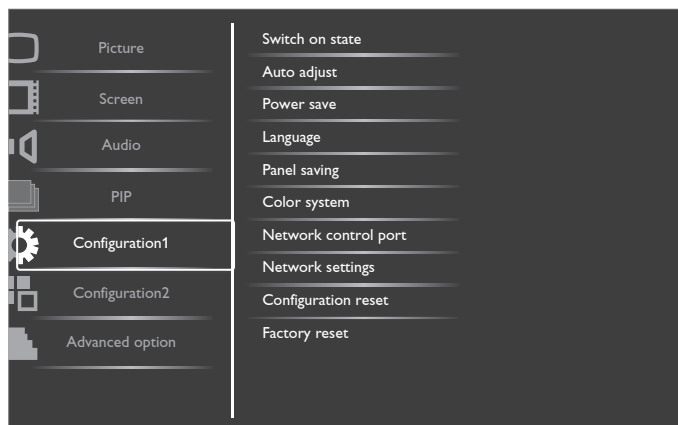 Picture
Screen
Audio
PIP
Configuration1
Configuration2
Advanced option
Switch on state
Auto adjust
Power save
Language
Panel saving
Color system
Network control port
Network settings
Configuration reset
Factory reset